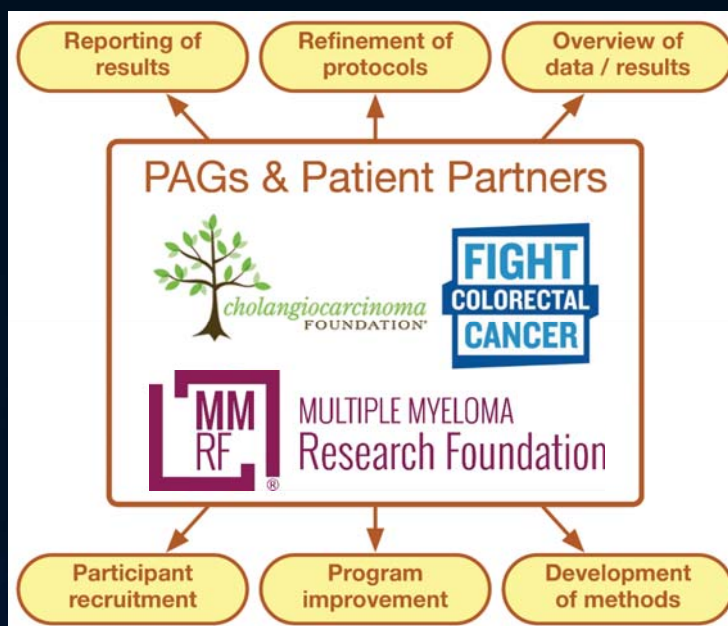 Reporting of
results
Refinement of
protocols
Overview of
data / results
PAGs & Patient Partners
cholangiocarcinoma
FOUNDATION®
FIGHT
COLORECTAL
CANCER
MM
RF
®
MULTIPLE MYELOMA
Research Foundation
Participant
recruitment
Program
improvement
Development
of methods